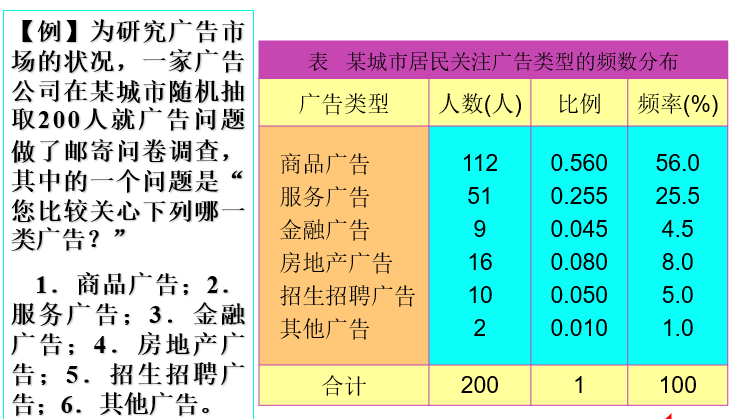 【例】为研究广告市
场的状况，一家广告
公司在某城市随机抽
取200人就广告问题
做了邮寄问卷调查，
其中的一个问题是“
您比较关心下列哪一
类广告？”
1．商品广告；2．
服务广告；3．金融
广告；4．房地产广
告；5．招生招聘广
告；6．其他广告。
表 某城市居民关注广告类型的频数分布
广告类型 人数(人) 比例 频率(%)
商品广告 112 0.560 56.0
服务广告 51 0.255 25.5
金融广告 9 0.045 4.5
房地产广告 16 0.080 8.0
招生招聘广告 10 0.050 5.0
其他广告 2 0.010 1.0
合计 200 1 100